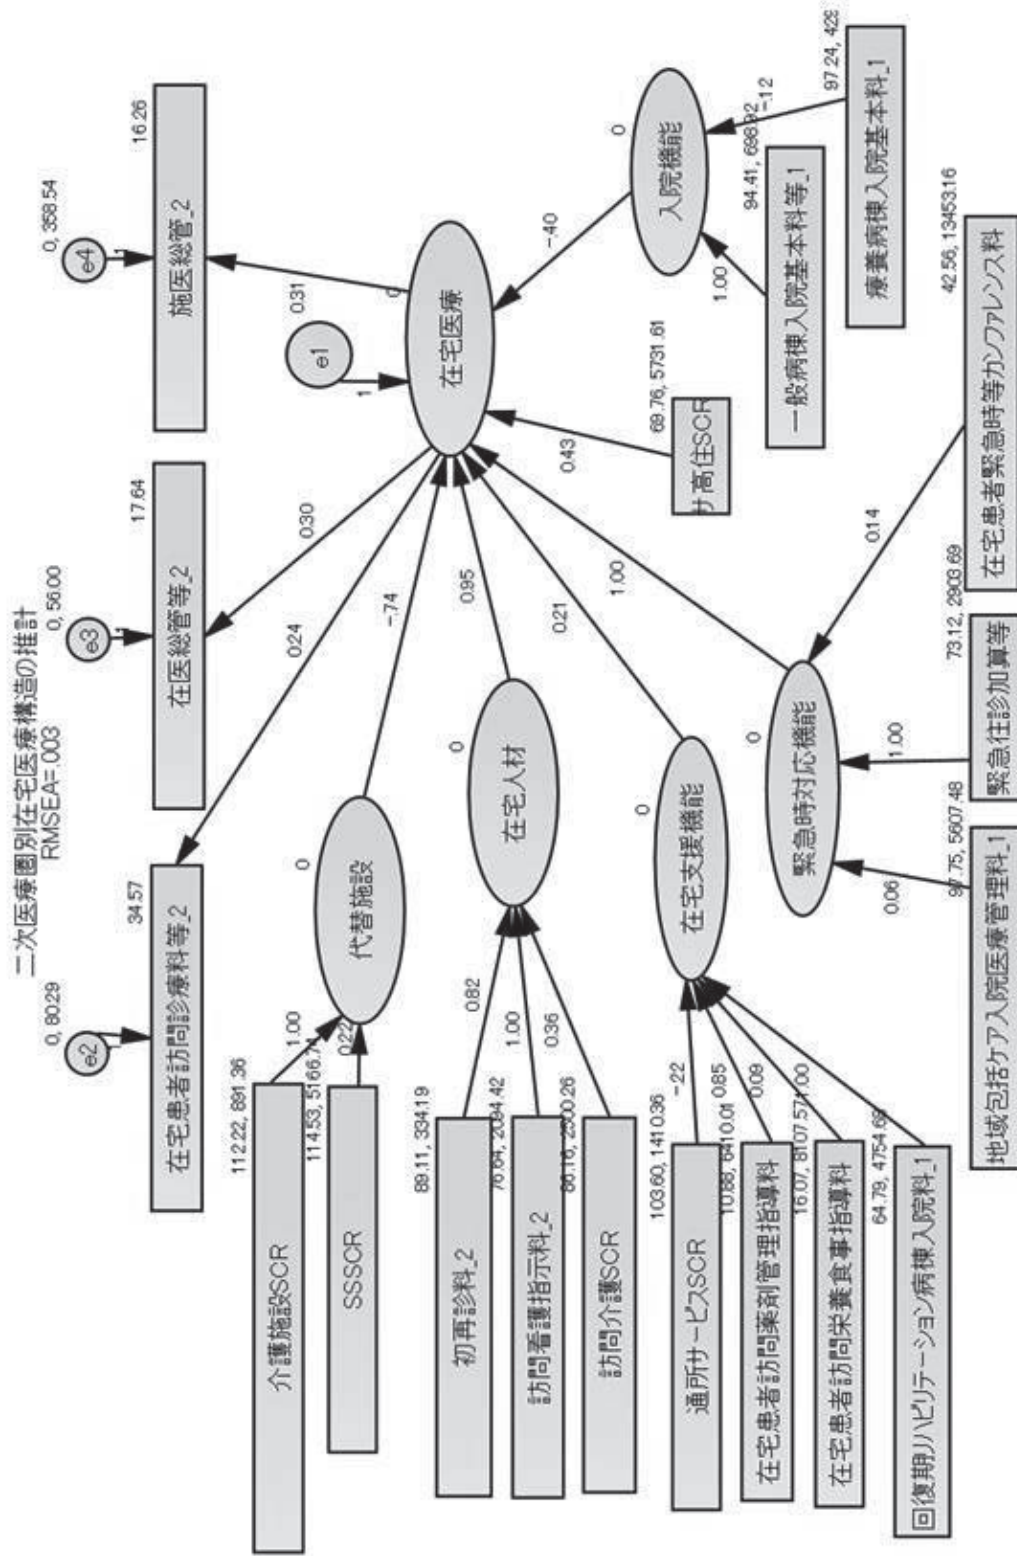 二次医療圏別在宅医療構造の推計
RMSEA=.003
0, 80.29
e2
1
34.57
在宅患者訪問診療料等_2
0, 56.00
e3
1
17.64
在医総管等_2
0, 358.54
e4
1
16.26
施医総管_2
0.24
0.30
0.31
e1
1
0
在宅医療
112.22, 891.36
介護施設SCR
1.00
114.53, 5166.71
SSSCR
0.22
0
代替施設
-.74
89.11, 334.19
初再診料_2
0.82
76.64, 2094.42
訪問看護指示料_2
1.00
86.16, 2500.26
訪問介護SCR
0.36
0
在宅人材
0.95
103.60, 1410.36
通所サービスSCR
-.22
10.88, 6410.01
在宅患者訪問薬剤管理指導料
0.85
16.07, 8107.57
在宅患者訪問栄養食事指導料
0.09
64.79, 4754.68
回復期リハビリテーション病棟入院料_1
1.00
0
在宅支援機能
0.21
97.75, 5607.48
地域包括ケア入院医療管理料_1
0.06
73.12, 2903.69
緊急往診加算等
1.00
42.56, 13453.16
在宅患者緊急時等カンファレンス料
0.14
0
緊急時対応機能
1.00
69.76, 5731.61
サ高住SCR
0.43
94.41, 698.92
一般病棟入院基本料等_1
1.00
97.24, 429
療養病棟入院基本料_1
-.12
0
入院機能
-.40